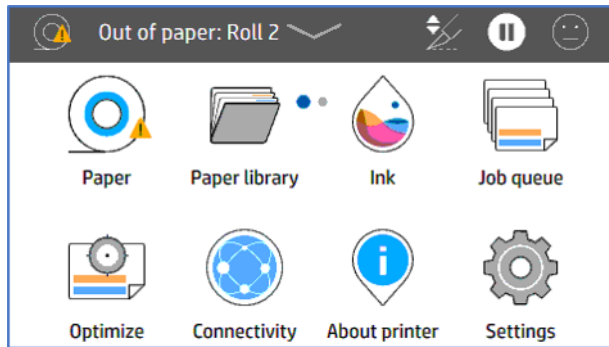 Out of paper: Roll 2
Paper
Paper library
Ink
Job queue
Optimize
Connectivity
About printer
Settings